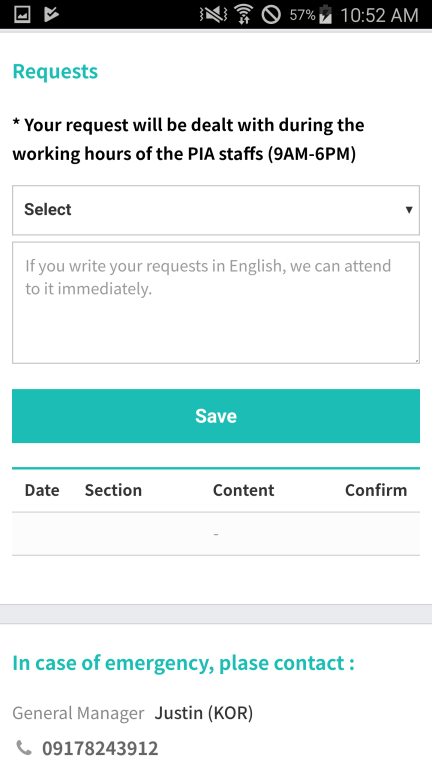 57% 10:52 AM
Requests
* Your request will be dealt with during the
working hours of the PIA staffs (9AM-6PM)
Select
If you write your requests in English, we can attend
to it immediately.
Save
Date Section Content Confirm
-
In case of emergency, plase contact :
General Manager Justin (KOR)
09178243912